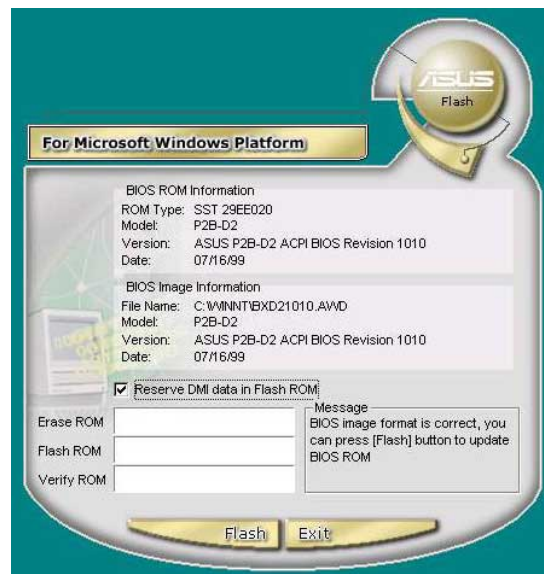 ASUS
Flash
For Microsoft Windows Platform
BIOS ROM Information
ROM Type: SST 29EE020
Model: P2B-D2
Version: ASUS P2B-D2 ACPI BIOS Revision 1010
Date: 07/16/99
BIOS Image Information
File Name: C:\WINNT\BXD21010.AWD
Model: P2B-D2
Version: ASUS P2B-D2 ACPI BIOS Revision 1010
Date: 07/16/99
Reserve DMI data in Flash ROM
Erase ROM
Flash ROM
Verify ROM
Message
BIOS image format is correct, you
can press [Flash] button to update
BIOS ROM
Flash
Exit